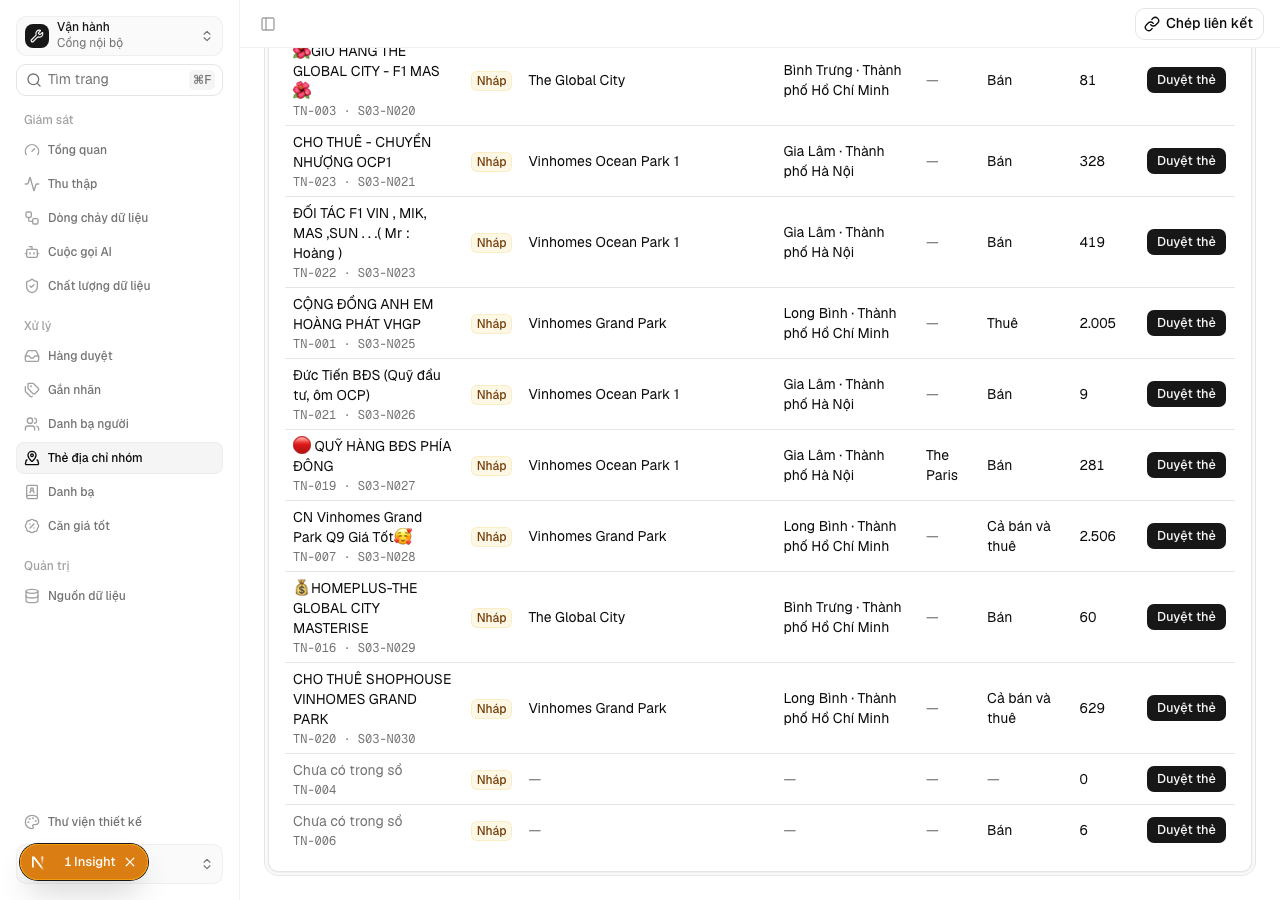 Vận hành
Cổng nội bộ
Tìm trang
⌘F
Giám sát
Tổng quan
Thu thập
Dòng chảy dữ liệu
Cuộc gọi AI
Chất lượng dữ liệu
Xử lý
Hàng duyệt
Gắn nhãn
Danh bạ người
Thẻ địa chỉ nhóm
Danh bạ
Căn giá tốt
Quản trị
Nguồn dữ liệu
Thư viện thiết kế
1 Insight
Chép liên kết
🌺GIỎ HÀNG THE
GLOBAL CITY - F1 MAS
🌺
TN-003 · S03-N020
Nháp
The Global City
Bình Trưng · Thành
phố Hồ Chí Minh
—
Bán
81
Duyệt thẻ
CHO THUÊ - CHUYỂN
NHƯỢNG OCP1
TN-023 · S03-N021
Nháp
Vinhomes Ocean Park 1
Gia Lâm · Thành
phố Hà Nội
—
Bán
328
Duyệt thẻ
ĐỐI TÁC F1 VIN , MIK,
MAS ,SUN . . .( Mr :
Hoàng )
TN-022 · S03-N023
Nháp
Vinhomes Ocean Park 1
Gia Lâm · Thành
phố Hà Nội
—
Bán
419
Duyệt thẻ
CỘNG ĐỒNG ANH EM
HOÀNG PHÁT VHGP
TN-001 · S03-N025
Nháp
Vinhomes Grand Park
Long Bình · Thành
phố Hồ Chí Minh
—
Thuê
2.005
Duyệt thẻ
Đức Tiến BĐS (Quỹ đầu
tư, ôm OCP)
TN-021 · S03-N026
Nháp
Vinhomes Ocean Park 1
Gia Lâm · Thành
phố Hà Nội
—
Bán
9
Duyệt thẻ
🔴 QUỸ HÀNG BĐS PHÍA
ĐÔNG
TN-019 · S03-N027
Nháp
Vinhomes Ocean Park 1
Gia Lâm · Thành
phố Hà Nội
The
Paris
Bán
281
Duyệt thẻ
CN Vinhomes Grand
Park Q9 Giá Tốt🥰
TN-007 · S03-N028
Nháp
Vinhomes Grand Park
Long Bình · Thành
phố Hồ Chí Minh
—
Cả bán và
thuê
2.506
Duyệt thẻ
💰HOMEPLUS-THE
GLOBAL CITY
MASTERISE
TN-016 · S03-N029
Nháp
The Global City
Bình Trưng · Thành
phố Hồ Chí Minh
—
Bán
60
Duyệt thẻ
CHO THUÊ SHOPHOUSE
VINHOMES GRAND
PARK
TN-020 · S03-N030
Nháp
Vinhomes Grand Park
Long Bình · Thành
phố Hồ Chí Minh
—
Cả bán và
thuê
629
Duyệt thẻ
Chưa có trong sổ
TN-004
Nháp
—
—
—
—
0
Duyệt thẻ
Chưa có trong sổ
TN-006
Nháp
—
—
—
Bán
6
Duyệt thẻ